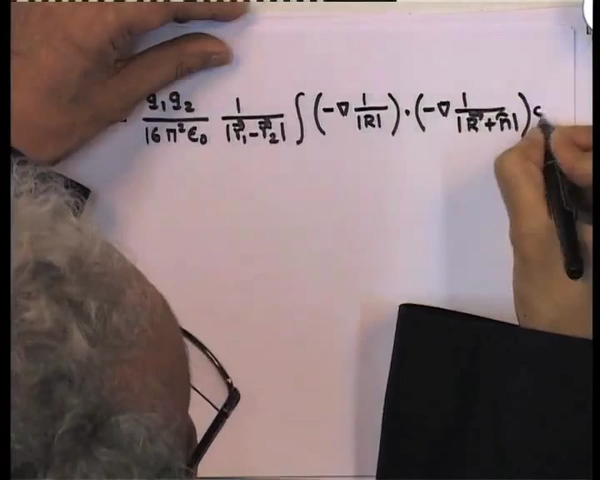 = q₁q₂/(16π²ε₀) 1/|r⃗₁-r⃗₂| ∫(-∇ 1/|R|)·(-∇ 1/|R⃗+n̂|)